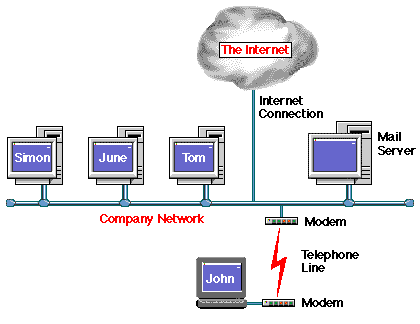 The Internet
Internet
Connection
Mail
Server
Simon
June
Tom
Company Network
Modem
Telephone
Line
John
Modem